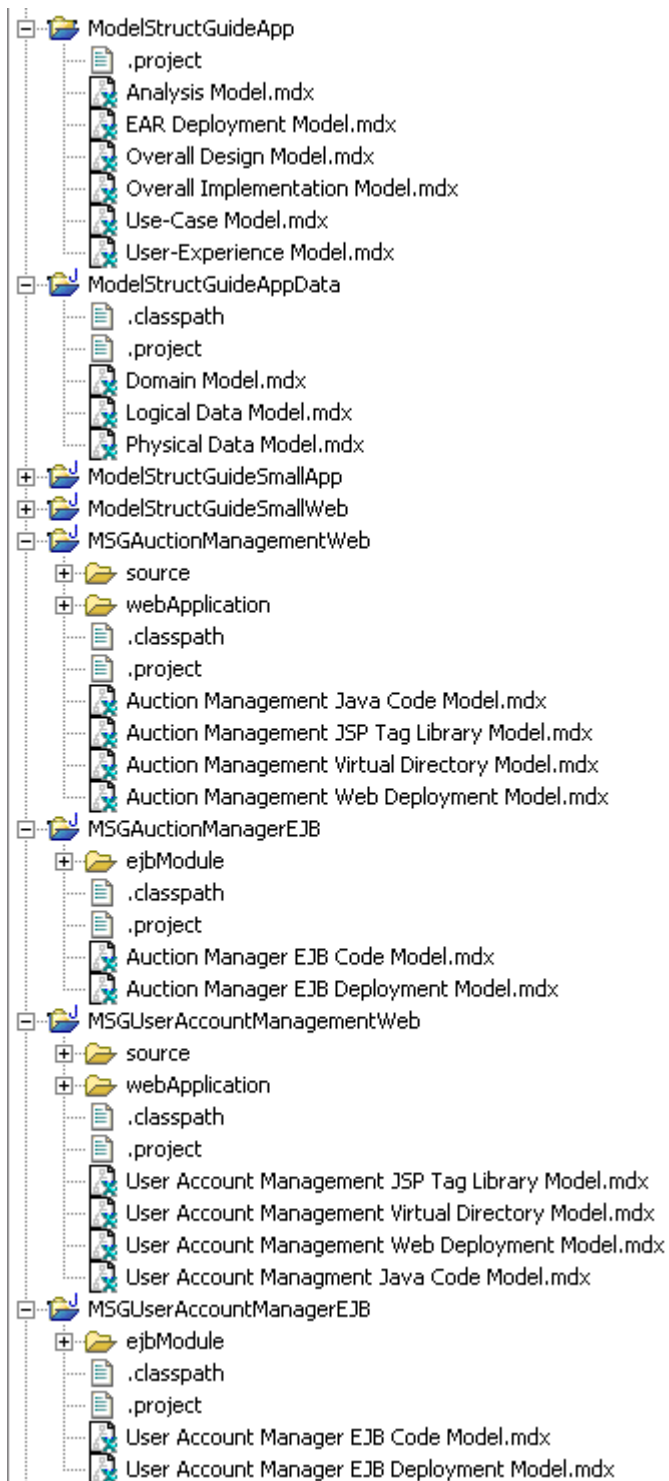 ModelStructGuideApp
.project
Analysis Model.mdx
EAR Deployment Model.mdx
Overall Design Model.mdx
Overall Implementation Model.mdx
Use-Case Model.mdx
User-Experience Model.mdx
ModelStructGuideAppData
.classpath
.project
Domain Model.mdx
Logical Data Model.mdx
Physical Data Model.mdx
ModelStructGuideSmallApp
ModelStructGuideSmallWeb
MSGAuctionManagementWeb
source
webApplication
.classpath
.project
Auction Management Java Code Model.mdx
Auction Management JSP Tag Library Model.mdx
Auction Management Virtual Directory Model.mdx
Auction Management Web Deployment Model.mdx
MSGAuctionManagerEJB
ejbModule
.classpath
.project
Auction Manager EJB Code Model.mdx
Auction Manager EJB Deployment Model.mdx
MSGUserAccountManagementWeb
source
webApplication
.classpath
.project
User Account Management JSP Tag Library Model.mdx
User Account Management Virtual Directory Model.mdx
User Account Management Web Deployment Model.mdx
User Account Managment Java Code Model.mdx
MSGUserAccountManagerEJB
ejbModule
.classpath
.project
User Account Manager EJB Code Model.mdx
User Account Manager EJB Deployment Model.mdx